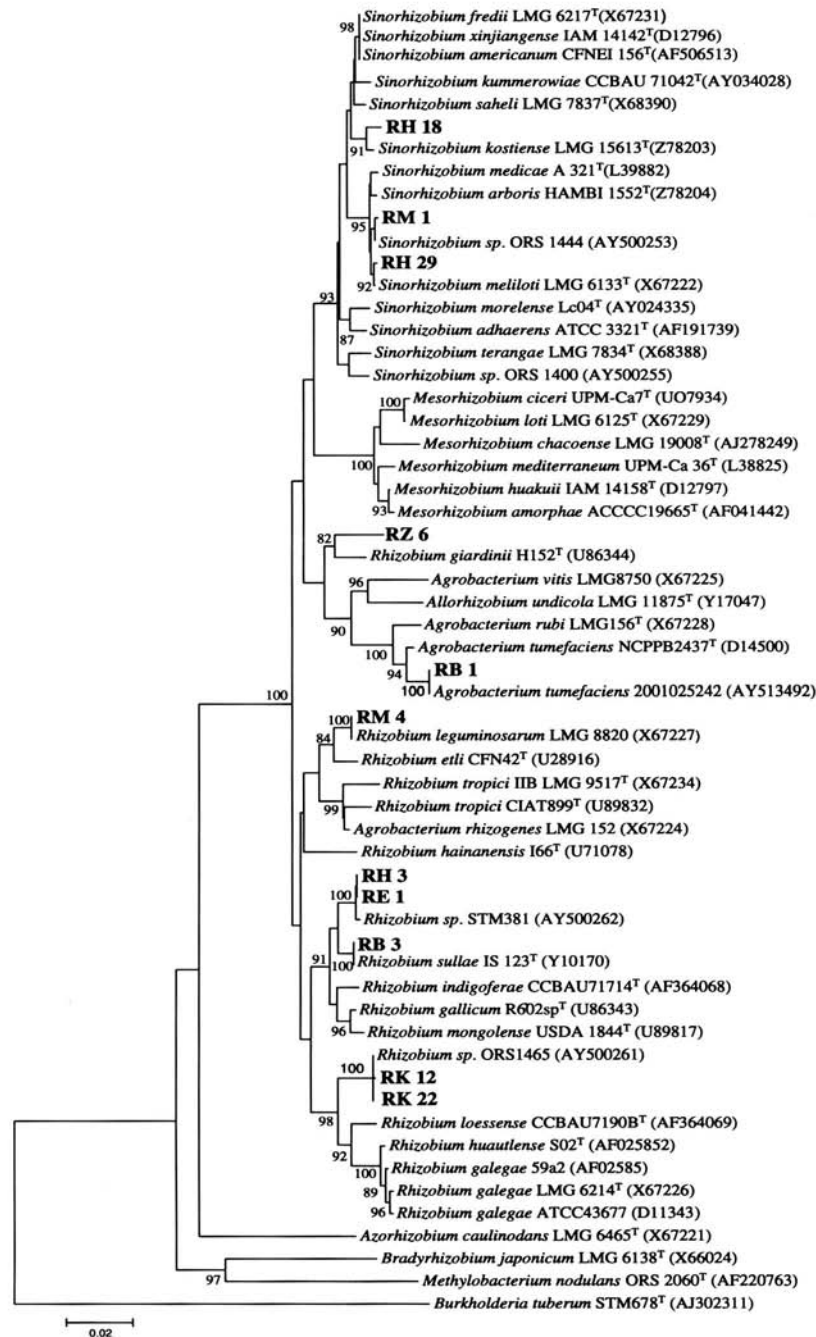 Sinorhizobium fredii LMG 6217ᵀ(X67231)
98
Sinorhizobium xinjiangense IAM 14142ᵀ(D12796)
Sinorhizobium americanum CFNEI 156ᵀ(AF506513)
Sinorhizobium kummerowiae CCBAU 71042ᵀ(AY034028)
Sinorhizobium saheli LMG 7837ᵀ(X68390)
RH 18
91
Sinorhizobium kostiense LMG 15613ᵀ(Z78203)
Sinorhizobium medicae A 321ᵀ(L39882)
Sinorhizobium arboris HAMBI 1552ᵀ(Z78204)
95
RM 1
Sinorhizobium sp. ORS 1444 (AY500253)
RH 29
92
Sinorhizobium meliloti LMG 6133ᵀ (X67222)
93
Sinorhizobium morelense Lc04ᵀ (AY024335)
Sinorhizobium adhaerens ATCC 3321ᵀ (AF191739)
87
Sinorhizobium terangae LMG 7834ᵀ (X68388)
Sinorhizobium sp. ORS 1400 (AY500255)
100
Mesorhizobium ciceri UPM-Ca7ᵀ (UO7934)
Mesorhizobium loti LMG 6125ᵀ (X67229)
Mesorhizobium chacoense LMG 19008ᵀ (AJ278249)
100
Mesorhizobium mediterraneum UPM-Ca 36ᵀ (L38825)
Mesorhizobium huakuii IAM 14158ᵀ (D12797)
93
Mesorhizobium amorphae ACCCC19665ᵀ (AF041442)
82
RZ 6
Rhizobium giardinii H152ᵀ (U86344)
96
Agrobacterium vitis LMG8750 (X67225)
Allorhizobium undicola LMG 11875ᵀ (Y17047)
90
Agrobacterium rubi LMG156ᵀ (X67228)
100
Agrobacterium tumefaciens NCPPB2437ᵀ (D14500)
94
RB 1
100
Agrobacterium tumefaciens 2001025242 (AY513492)
100
RM 4
100
Rhizobium leguminosarum LMG 8820 (X67227)
84
Rhizobium etli CFN42ᵀ (U28916)
Rhizobium tropici IIB LMG 9517ᵀ (X67234)
99
Rhizobium tropici CIAT899ᵀ (U89832)
Agrobacterium rhizogenes LMG 152 (X67224)
Rhizobium hainanensis I66ᵀ (U71078)
RH 3
100
RE 1
Rhizobium sp. STM381 (AY500262)
RB 3
91
100
Rhizobium sullae IS 123ᵀ (Y10170)
Rhizobium indigoferae CCBAU71714ᵀ (AF364068)
Rhizobium gallicum R602spᵀ (U86343)
96
Rhizobium mongolense USDA 1844ᵀ (U89817)
Rhizobium sp. ORS1465 (AY500261)
100
RK 12
RK 22
98
Rhizobium loessense CCBAU7190Bᵀ (AF364069)
92
Rhizobium huautlense S02ᵀ (AF025852)
100
Rhizobium galegae 59a2 (AF02585)
89
Rhizobium galegae LMG 6214ᵀ (X67226)
96
Rhizobium galegae ATCC43677 (D11343)
Azorhizobium caulinodans LMG 6465ᵀ (X67221)
Bradyrhizobium japonicum LMG 6138ᵀ (X66024)
97
Methylobacterium nodulans ORS 2060ᵀ (AF220763)
Burkholderia tuberum STM678ᵀ (AJ302311)
0.02